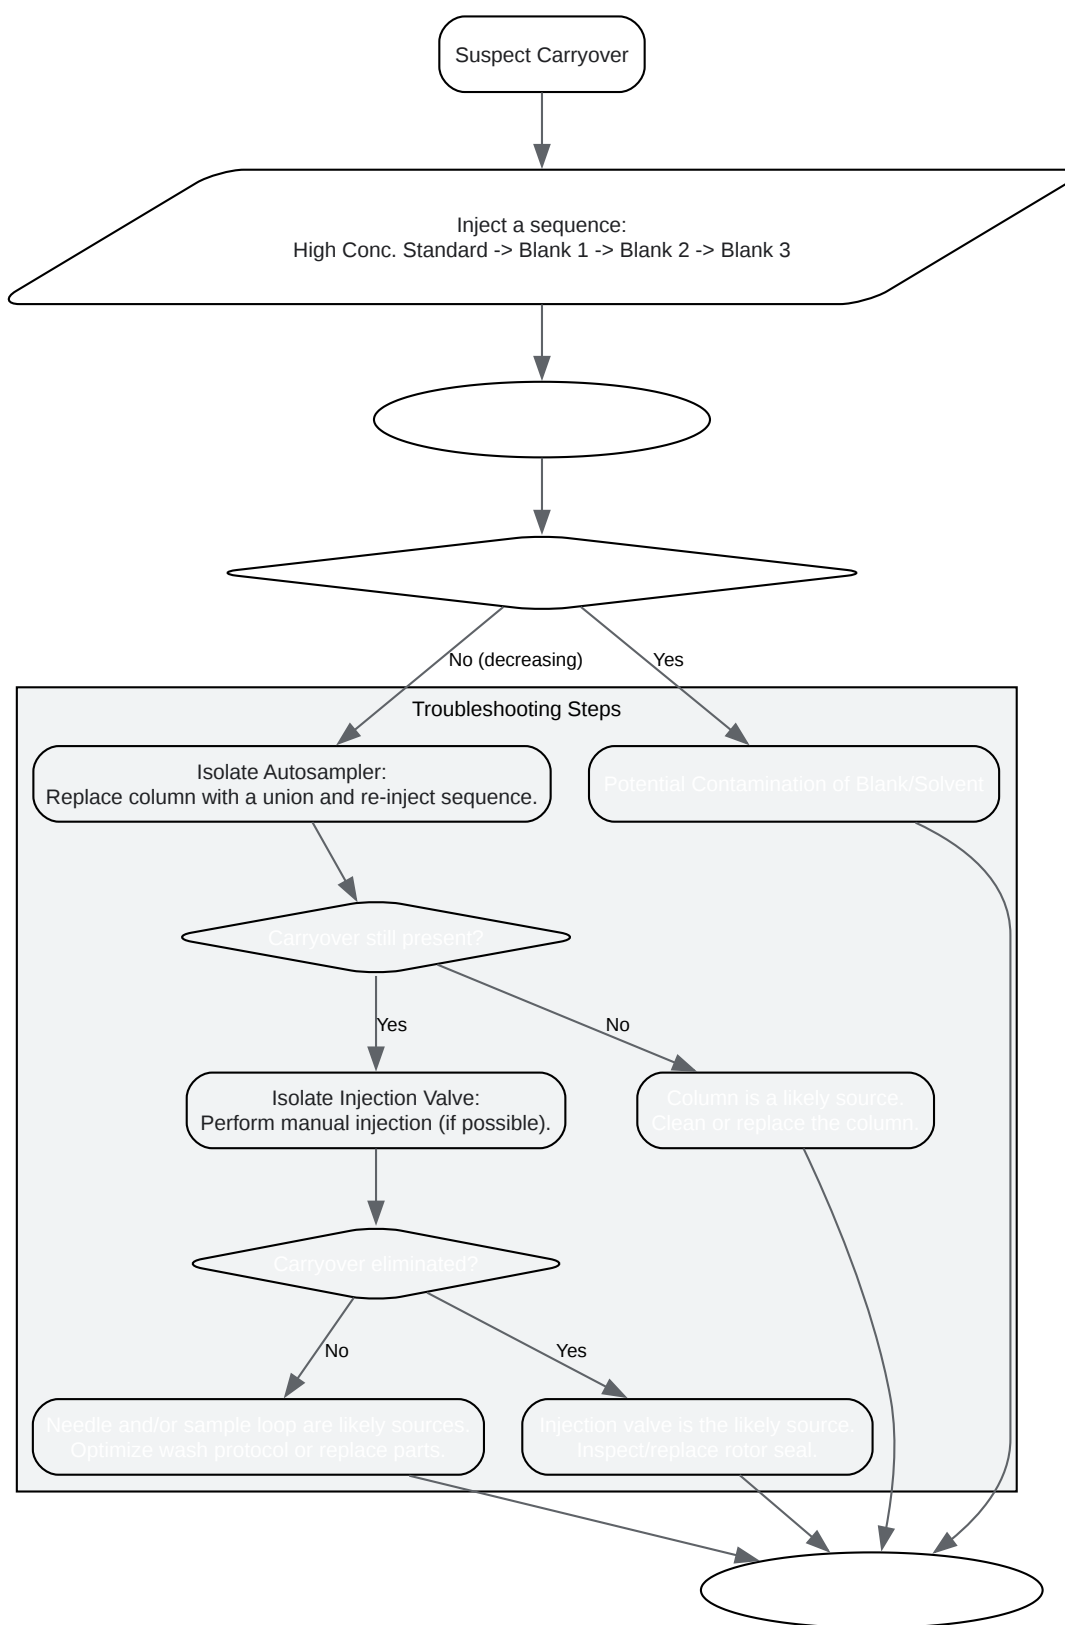 Suspect Carryover
Inject a sequence:
High Conc. Standard -> Blank 1 -> Blank 2 -> Blank 3
No (decreasing)
Yes
Troubleshooting Steps
Isolate Autosampler:
Replace column with a union and re-inject sequence.
Potential Contamination of Blank/Solvent
Carryover still present?
Yes
No
Isolate Injection Valve:
Perform manual injection (if possible).
Column is a likely source.
Clean or replace the column.
Carryover eliminated?
No
Yes
Needle and/or sample loop are likely sources.
Optimize wash protocol or replace parts.
Injection valve is the likely source.
Inspect/replace rotor seal.